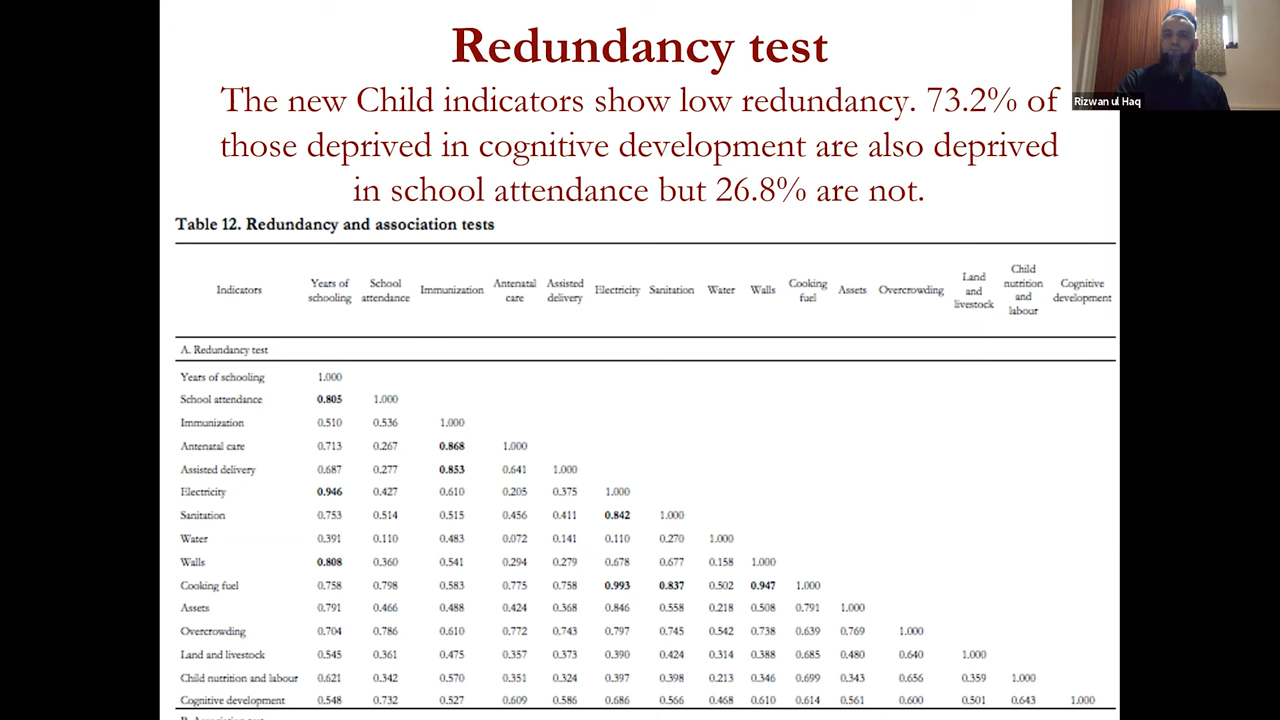 Redundancy test
The new Child indicators show low redundancy. 73.2% of
those deprived in cognitive development are also deprived
in school attendance but 26.8% are not.
Rizwan ul Haq
Table 12. Redundancy and association tests
Indicators Years of schooling School attendance Immunization Antenatal care Assisted delivery Electricity Sanitation Water Walls Cooking fuel Assets Overcrowding Land and livestock Child nutrition and labour Cognitive development
A. Redundancy test
Years of schooling 1.000
School attendance 0.805 1.000
Immunization 0.510 0.536 1.000
Antenatal care 0.713 0.267 0.868 1.000
Assisted delivery 0.687 0.277 0.853 0.641 1.000
Electricity 0.946 0.427 0.610 0.205 0.375 1.000
Sanitation 0.753 0.514 0.515 0.456 0.411 0.842 1.000
Water 0.391 0.110 0.483 0.072 0.141 0.110 0.270 1.000
Walls 0.808 0.360 0.541 0.294 0.279 0.678 0.677 0.158 1.000
Cooking fuel 0.758 0.798 0.583 0.775 0.758 0.993 0.837 0.502 0.947 1.000
Assets 0.791 0.466 0.488 0.424 0.368 0.846 0.558 0.218 0.508 0.791 1.000
Overcrowding 0.704 0.786 0.610 0.772 0.743 0.797 0.745 0.542 0.738 0.639 0.769 1.000
Land and livestock 0.545 0.361 0.475 0.357 0.373 0.390 0.424 0.314 0.388 0.685 0.480 0.640 1.000
Child nutrition and labour 0.621 0.342 0.570 0.351 0.324 0.397 0.398 0.213 0.346 0.699 0.343 0.656 0.359 1.000
Cognitive development 0.548 0.732 0.527 0.609 0.586 0.686 0.566 0.468 0.610 0.614 0.561 0.600 0.501 0.643 1.000